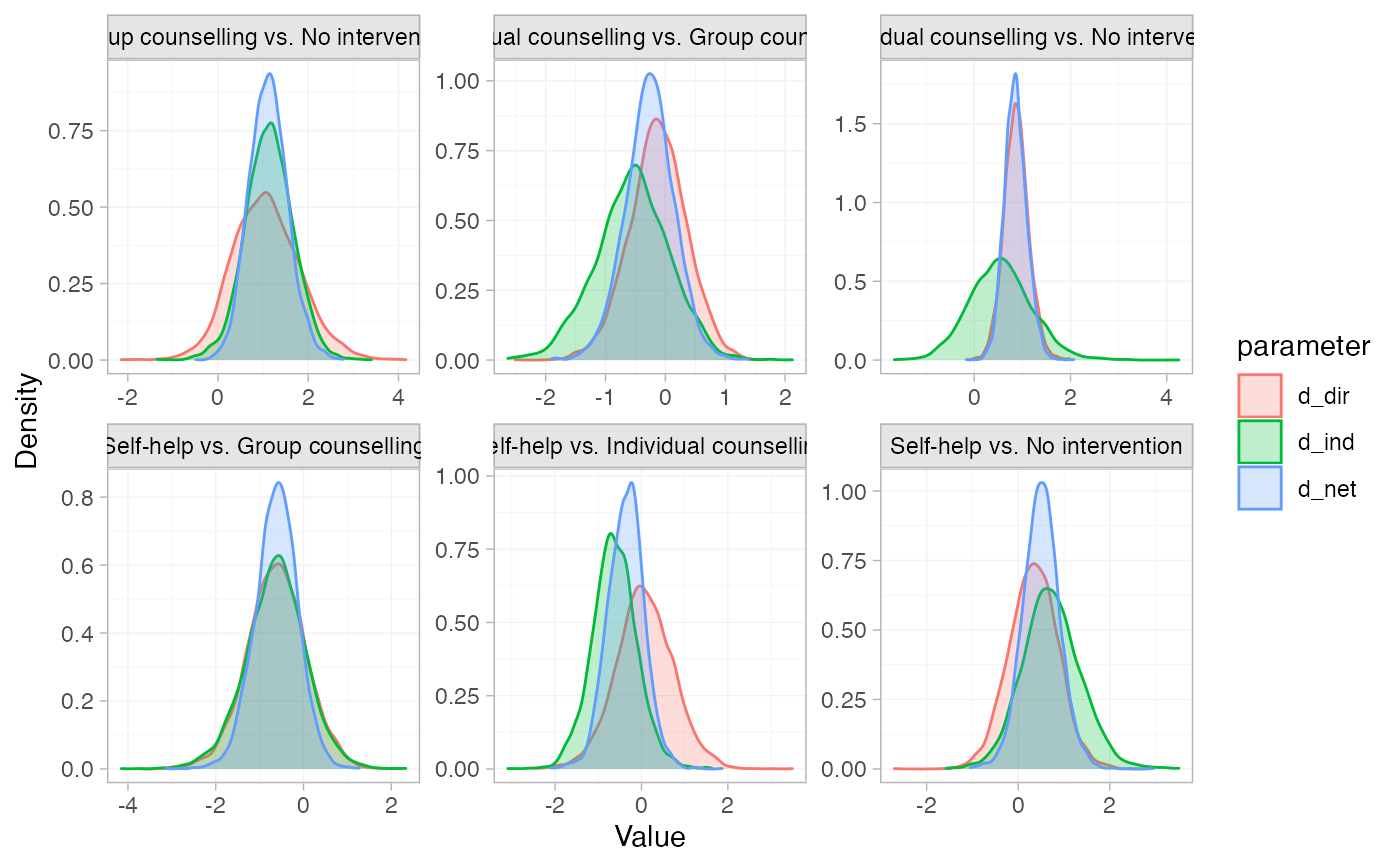 up counselling vs. No interven
ual counselling vs. Group coun
dual counselling vs. No interve
0.75
0.50
0.25
0.00
-2 0 2 4
1.00
0.75
0.50
0.25
0.00
-2 -1 0 1 2
1.5
1.0
0.5
0.0
0 2 4
Self-help vs. Group counselling
elf-help vs. Individual counsellin
Self-help vs. No intervention
0.8
0.6
0.4
0.2
0.0
-4 -2 0 2
1.00
0.75
0.50
0.25
0.00
-2 0 2
1.00
0.75
0.50
0.25
0.00
-2 0 2
Density
Value
parameter
d_dir
d_ind
d_net